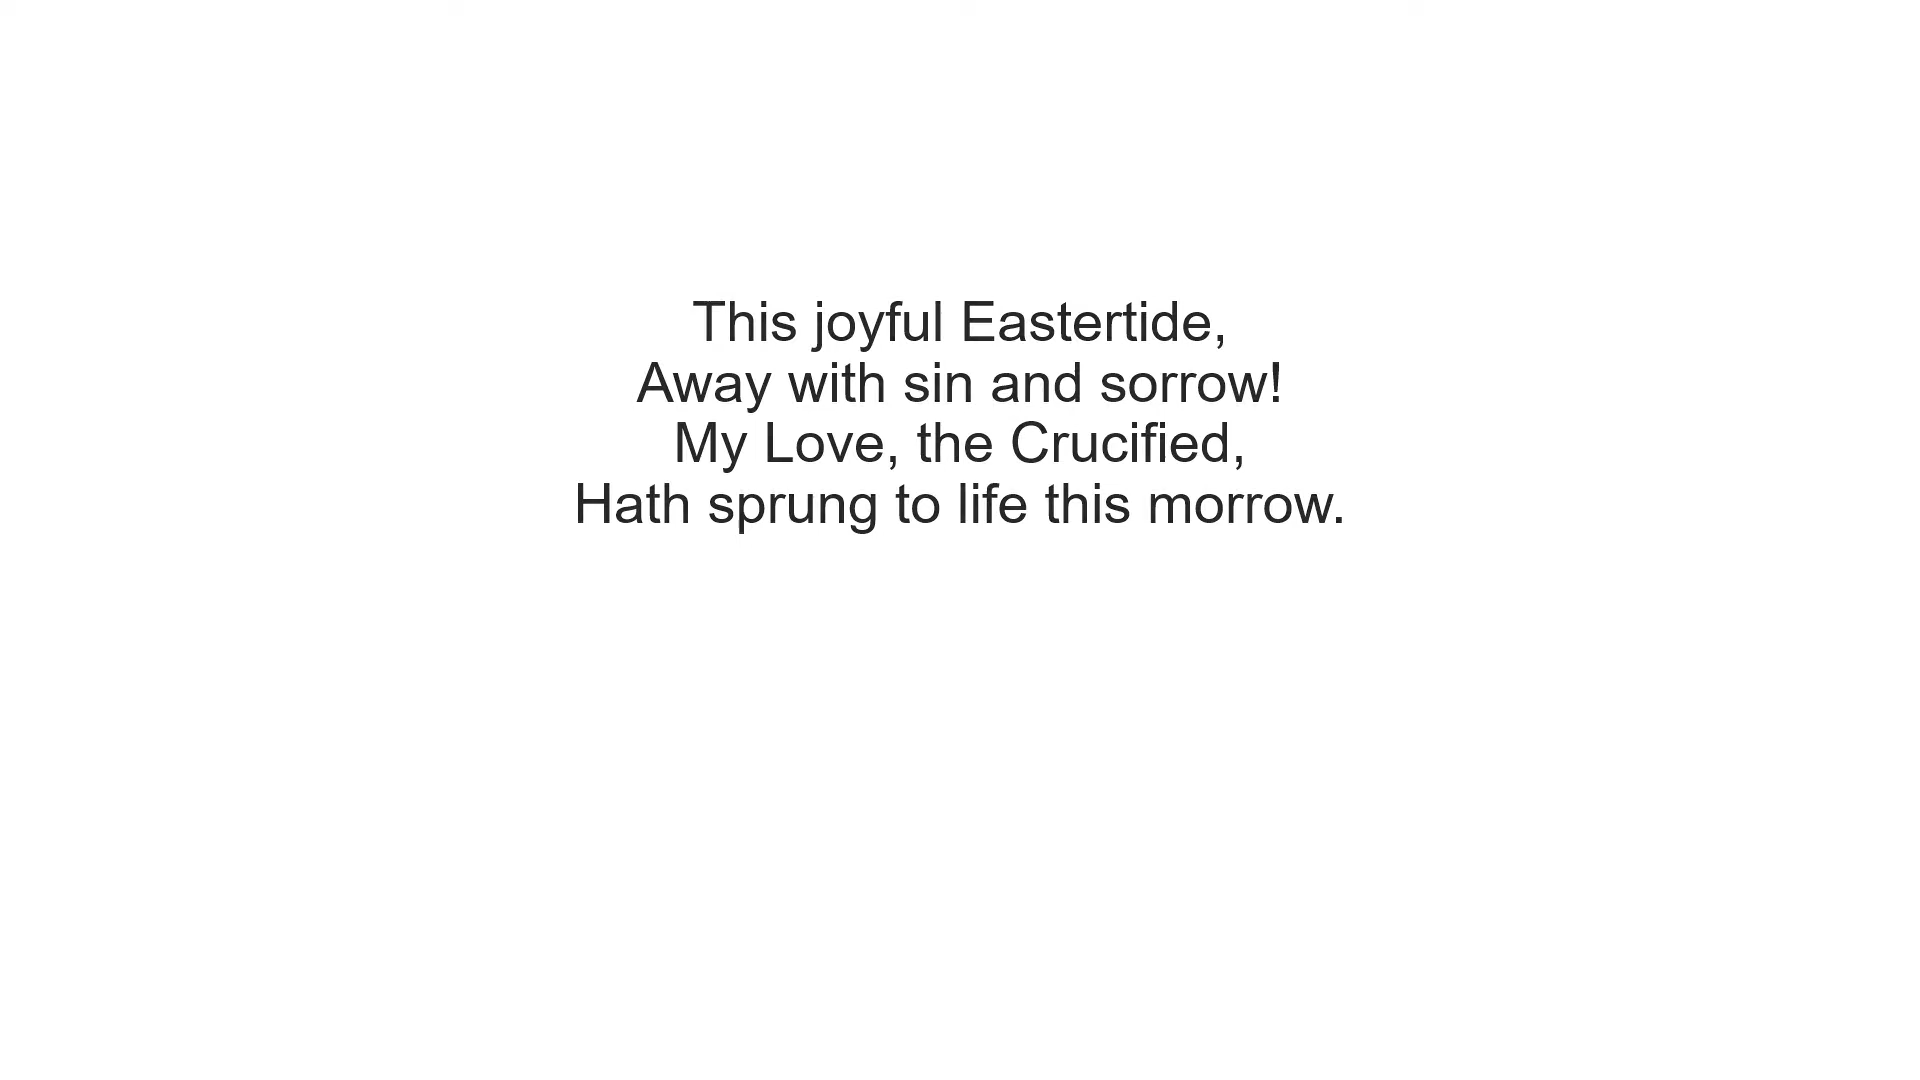 This joyful Eastertide,
Away with sin and sorrow!
My Love, the Crucified,
Hath sprung to life this morrow.